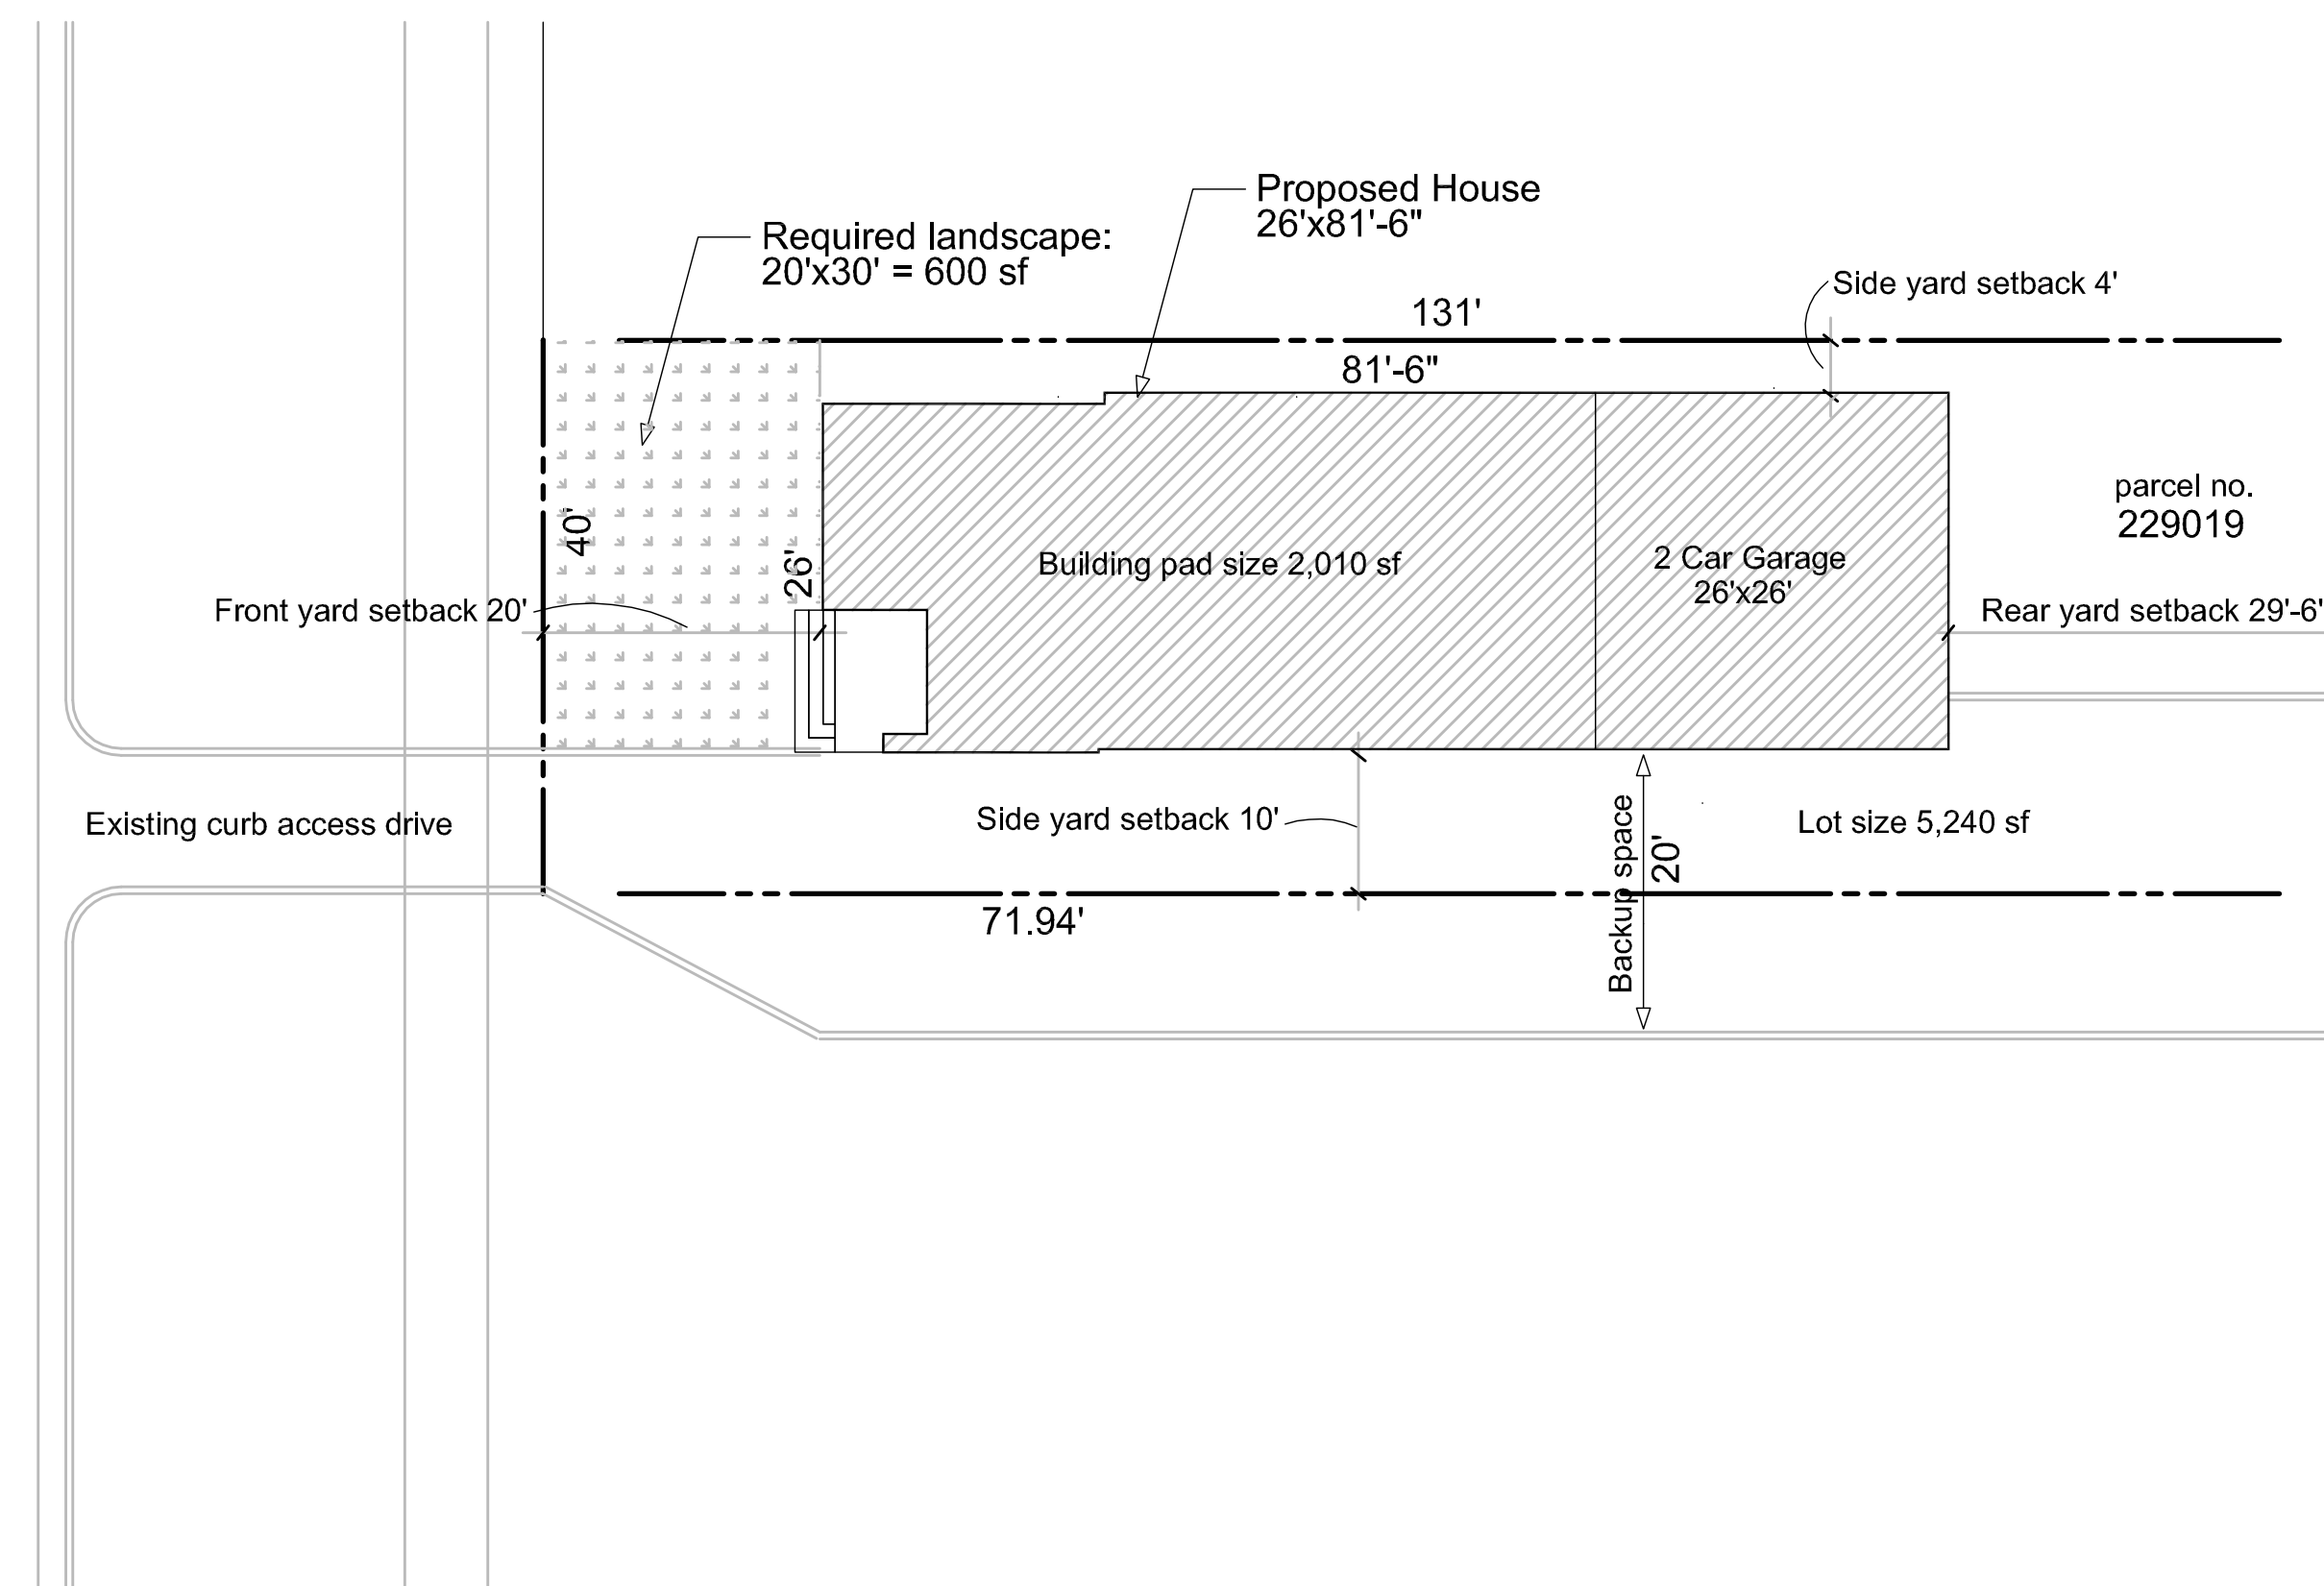 Proposed House
26'x81'-6"
Required landscape:
20'x30' = 600 sf
Side yard setback 4'
131'
81'-6"
parcel no.
229019
40'
26'
Building pad size 2,010 sf
2 Car Garage
26'x26'
Front yard setback 20'
Rear yard setback 29'-6'
Existing curb access drive
Side yard setback 10'
Backup space
20'
Lot size 5,240 sf
71.94'